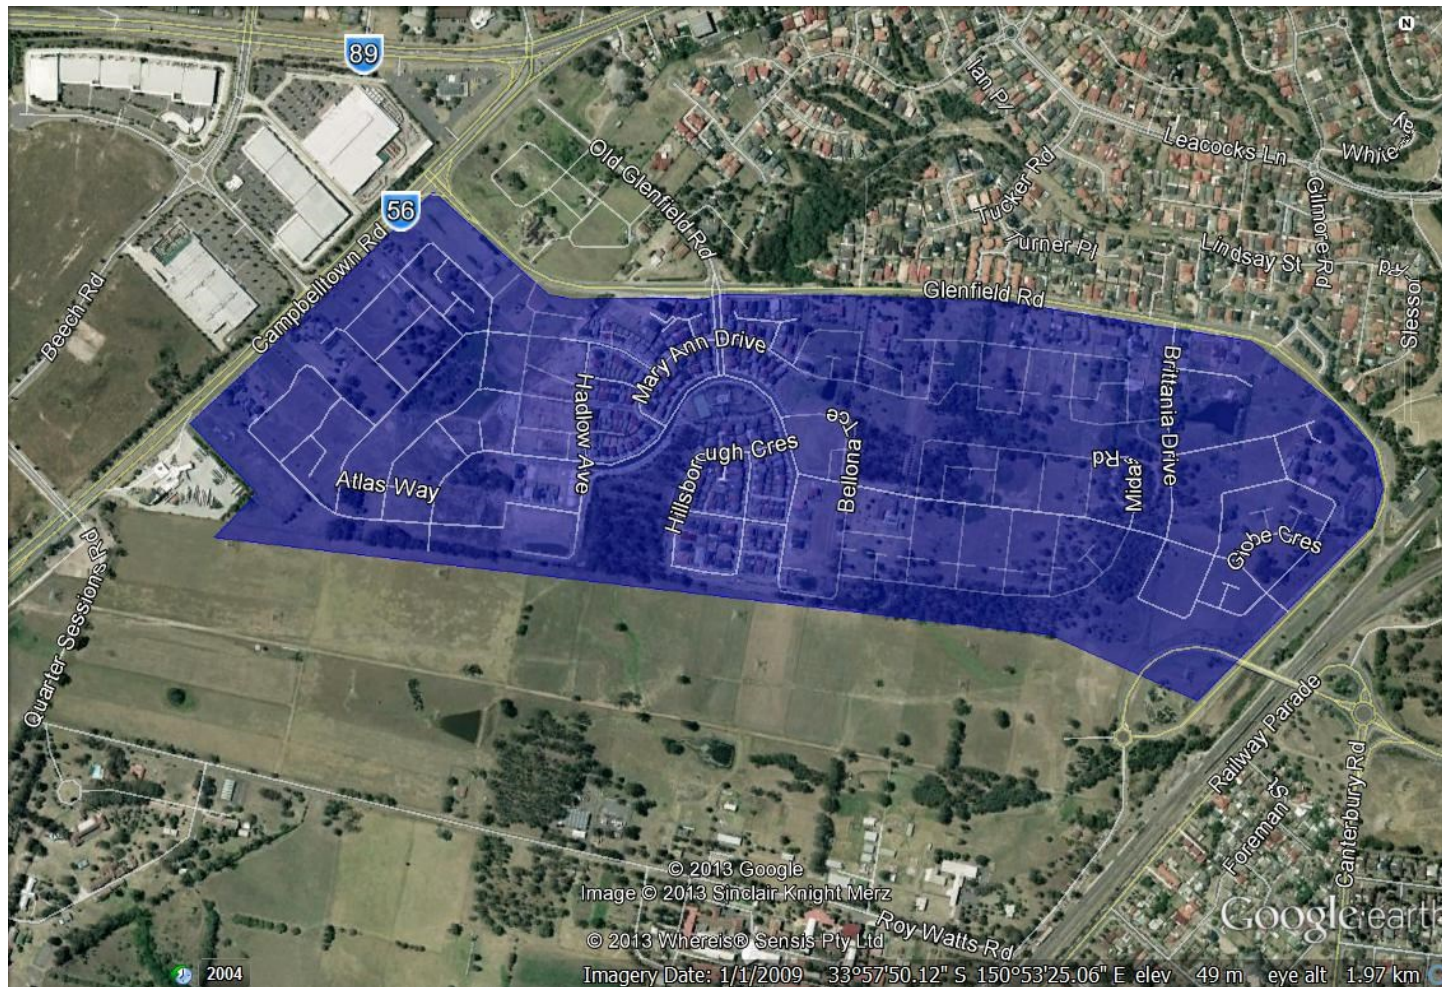 N
89
56
Ian Pl
Leacocks Ln
White
Old Glenfield Rd
Tucker Rd
Gilmore Rd
Turner Pl
Lindsay St
Rd
Slessor
Campbelltown Rd
Beech Rd
Glenfield Rd
Mary Ann Drive
Hadlow Ave
Brittania Drive
Tce
Bellona
Hillsborough Cres
Rd
Midal
Atlas Way
Globe Cres
Quarter Sessions Rd
Railway Parade
Foreman St
Canterbury Rd
© 2013 Google
Image © 2013 Sinclair Knight Merz
© 2013 Whereis® Sensis Pty Ltd
Roy Watts Rd
Google earth
2004
Imagery Date: 1/1/2009 33°57'50.12" S 150°53'25.06" E elev 49 m eye alt 1.97 km